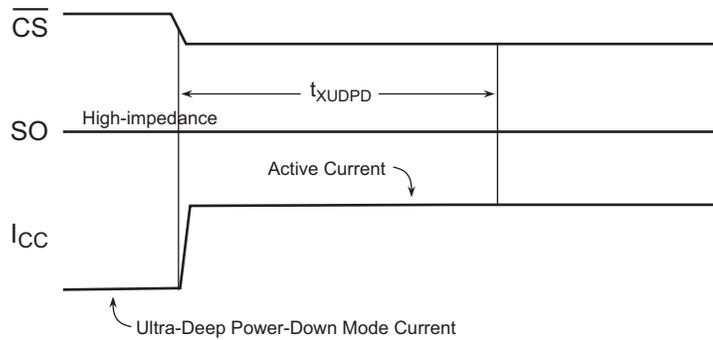 CS
tXUDPD
High-impedance
SO
Active Current
ICC
Ultra-Deep Power-Down Mode Current